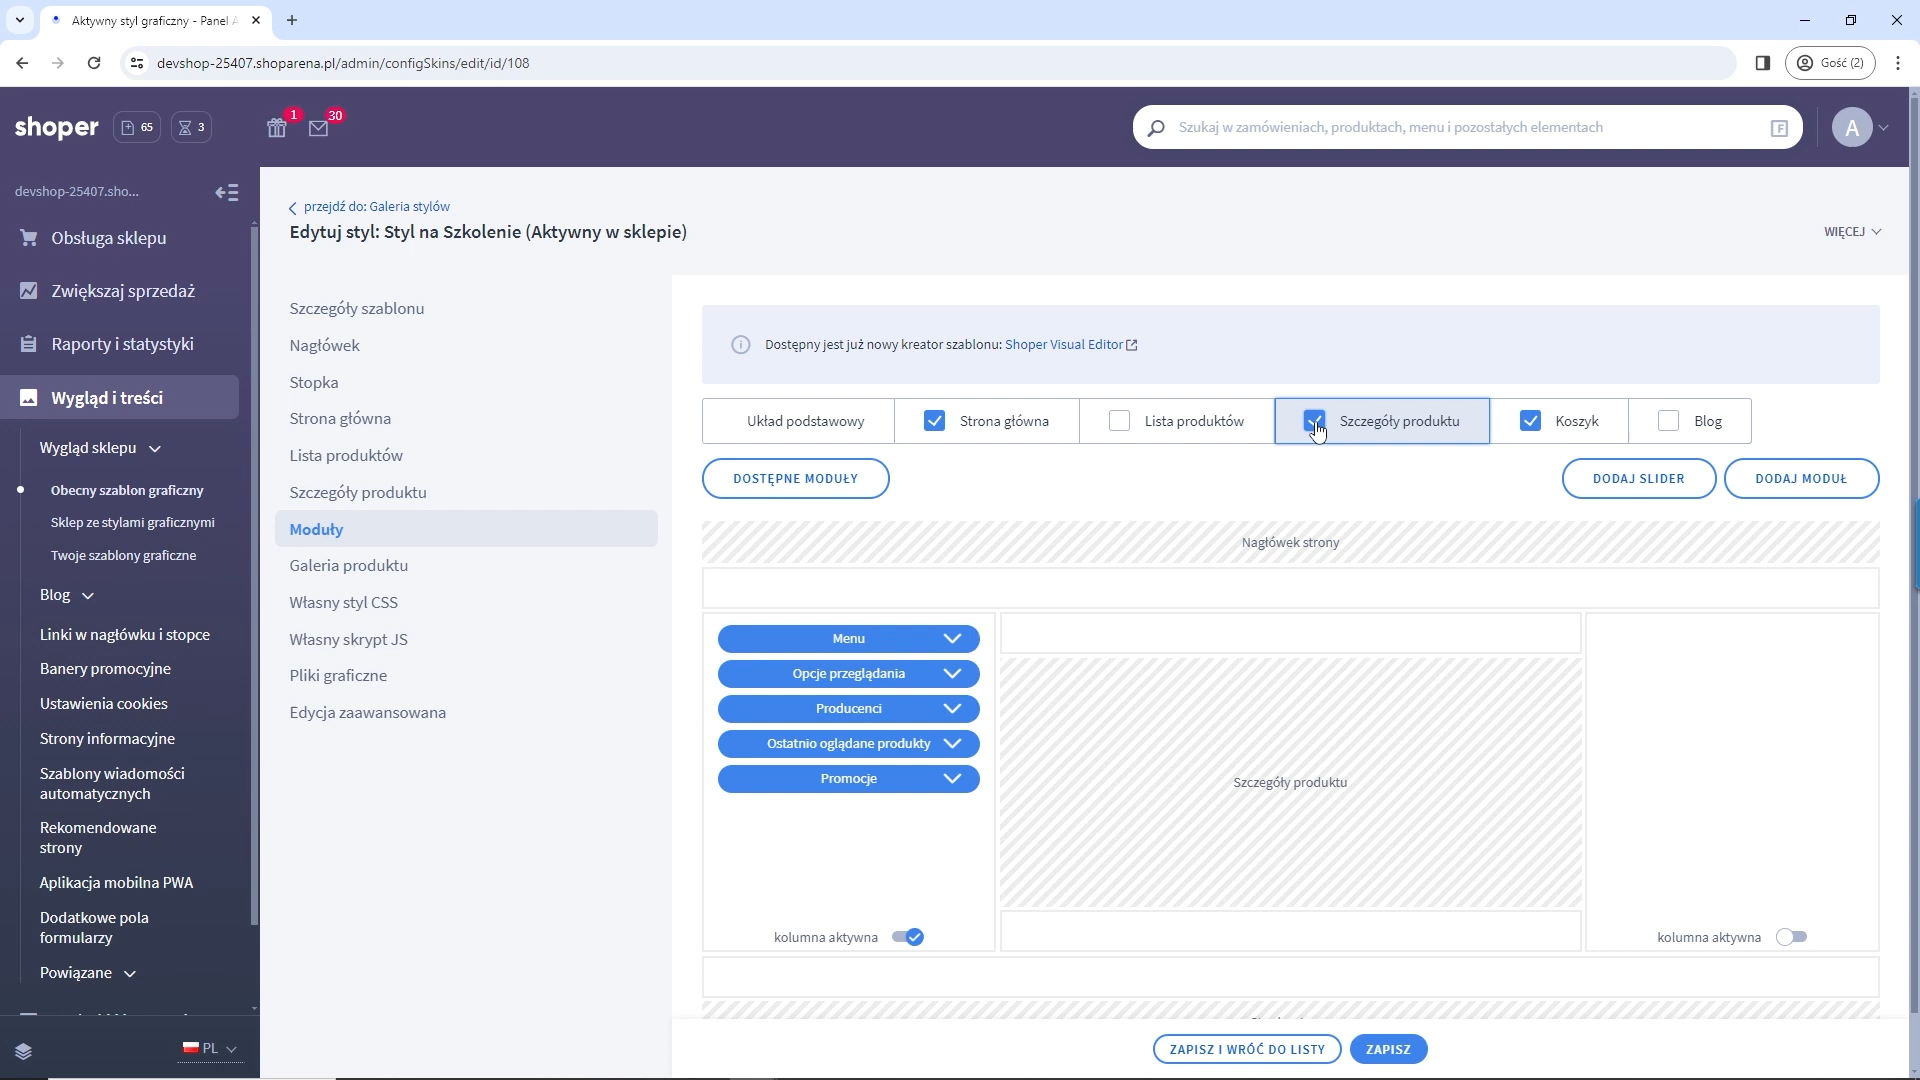 Aktywny styl graficzny - Panel A
devshop-25407.shoparena.pl/admin/configSkins/edit/id/108
Gość (2)
shoper
65
3
1
30
Szukaj w zamówieniach, produktach, menu i pozostałych elementach
F
A
devshop-25407.sho...
Obsługa sklepu
Zwiększaj sprzedaż
Raporty i statystyki
Wygląd i treści
Wygląd sklepu
Obecny szablon graficzny
Sklep ze stylami graficznymi
Twoje szablony graficzne
Blog
Linki w nagłówku i stopce
Banery promocyjne
Ustawienia cookies
Strony informacyjne
Szablony wiadomości
automatycznych
Rekomendowane
strony
Aplikacja mobilna PWA
Dodatkowe pola
formularzy
Powiązane
PL
przejdź do: Galeria stylów
Edytuj styl: Styl na Szkolenie (Aktywny w sklepie)
WIĘCEJ
Szczegóły szablonu
Nagłówek
Stopka
Strona główna
Lista produktów
Szczegóły produktu
Moduły
Galeria produktu
Własny styl CSS
Własny skrypt JS
Pliki graficzne
Edycja zaawansowana
Dostępny jest już nowy kreator szablonu: Shoper Visual Editor
Układ podstawowy
Strona główna
Lista produktów
Szczegóły produktu
Koszyk
Blog
DOSTĘPNE MODUŁY
DODAJ SLIDER
DODAJ MODUŁ
Nagłówek strony
Menu
Opcje przeglądania
Producenci
Ostatnio oglądane produkty
Promocje
Szczegóły produktu
kolumna aktywna
kolumna aktywna
ZAPISZ I WRÓĆ DO LISTY
ZAPISZ